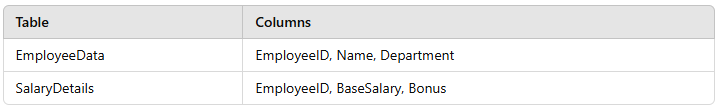 Table Columns
EmployeeData EmployeeID, Name, Department
SalaryDetails EmployeeID, BaseSalary, Bonus